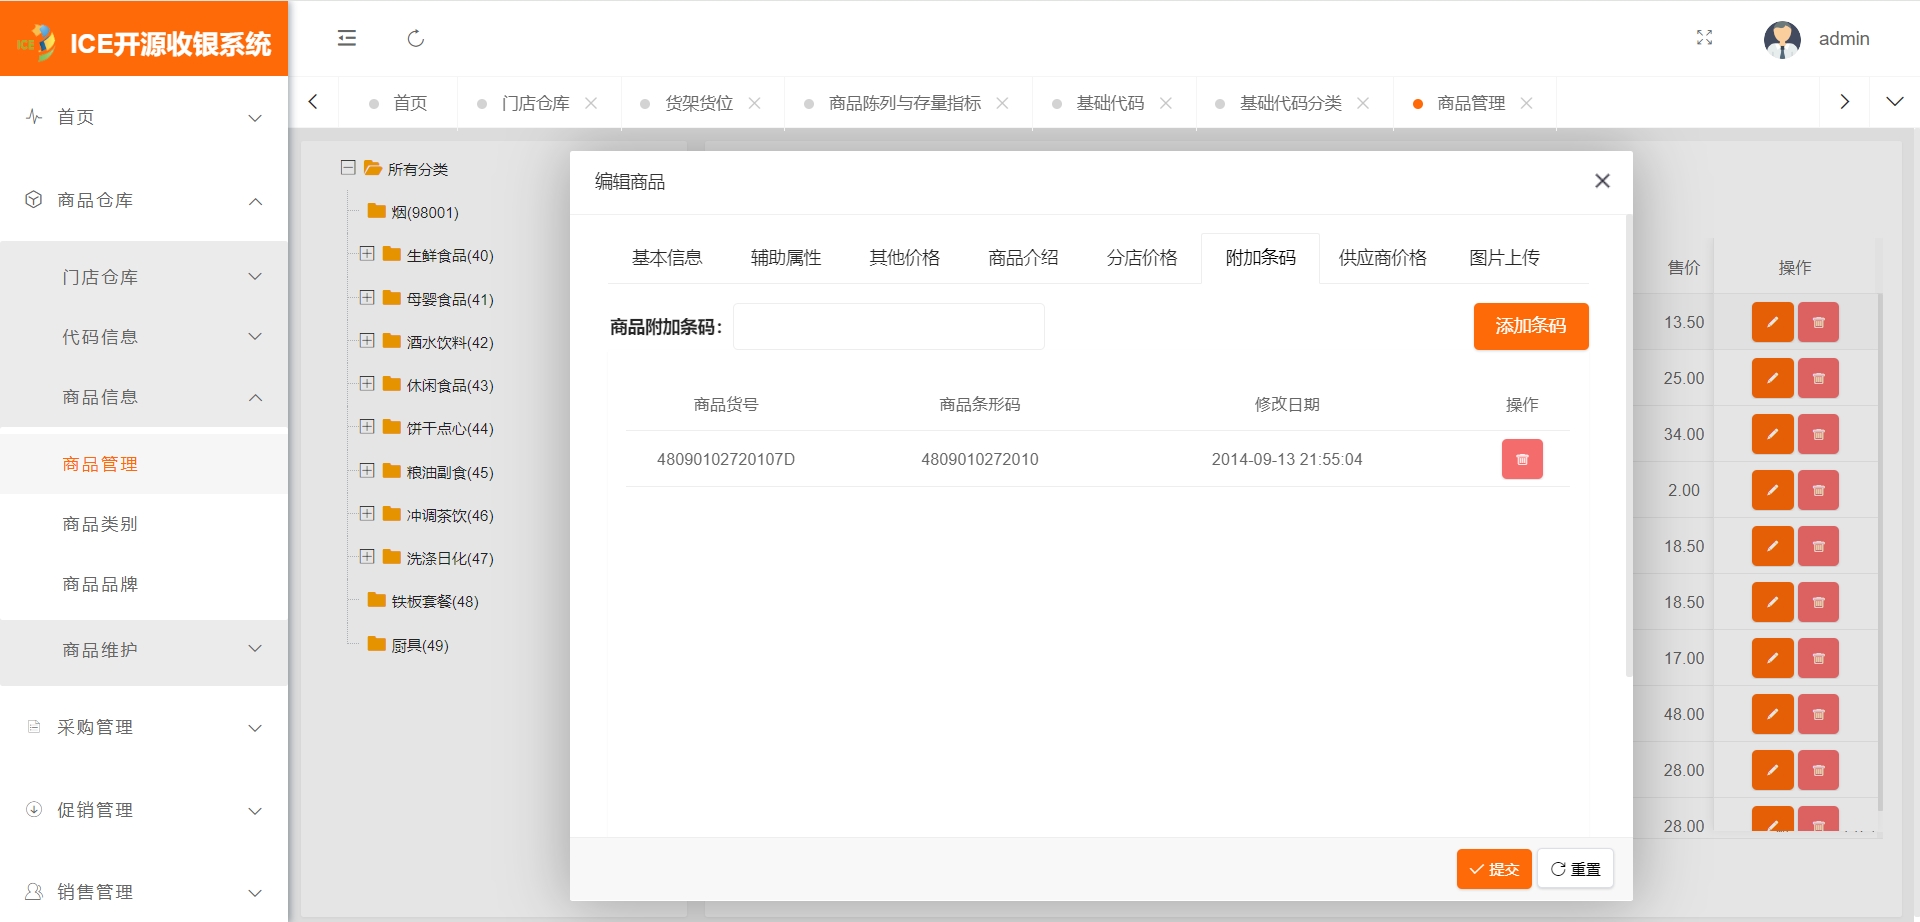 ICE开源收银系统
admin
首页
门店仓库
货架货位
商品陈列与存量指标
基础代码
基础代码分类
商品管理
首页
商品仓库
门店仓库
代码信息
商品信息
商品管理
商品类别
商品品牌
商品维护
采购管理
促销管理
销售管理
所有分类
烟(98001)
生鲜食品(40)
母婴食品(41)
酒水饮料(42)
休闲食品(43)
饼干点心(44)
粮油副食(45)
冲调茶饮(46)
洗涤日化(47)
铁板套餐(48)
厨具(49)
编辑商品
基本信息 辅助属性 其他价格 商品介绍 分店价格 附加条码 供应商价格 图片上传
商品附加条码： 添加条码
商品货号 商品条形码 修改日期 操作
48090102720107D 4809010272010 2014-09-13 21:55:04
提交 重置
售价 操作
13.50
25.00
34.00
2.00
18.50
18.50
17.00
48.00
28.00
28.00